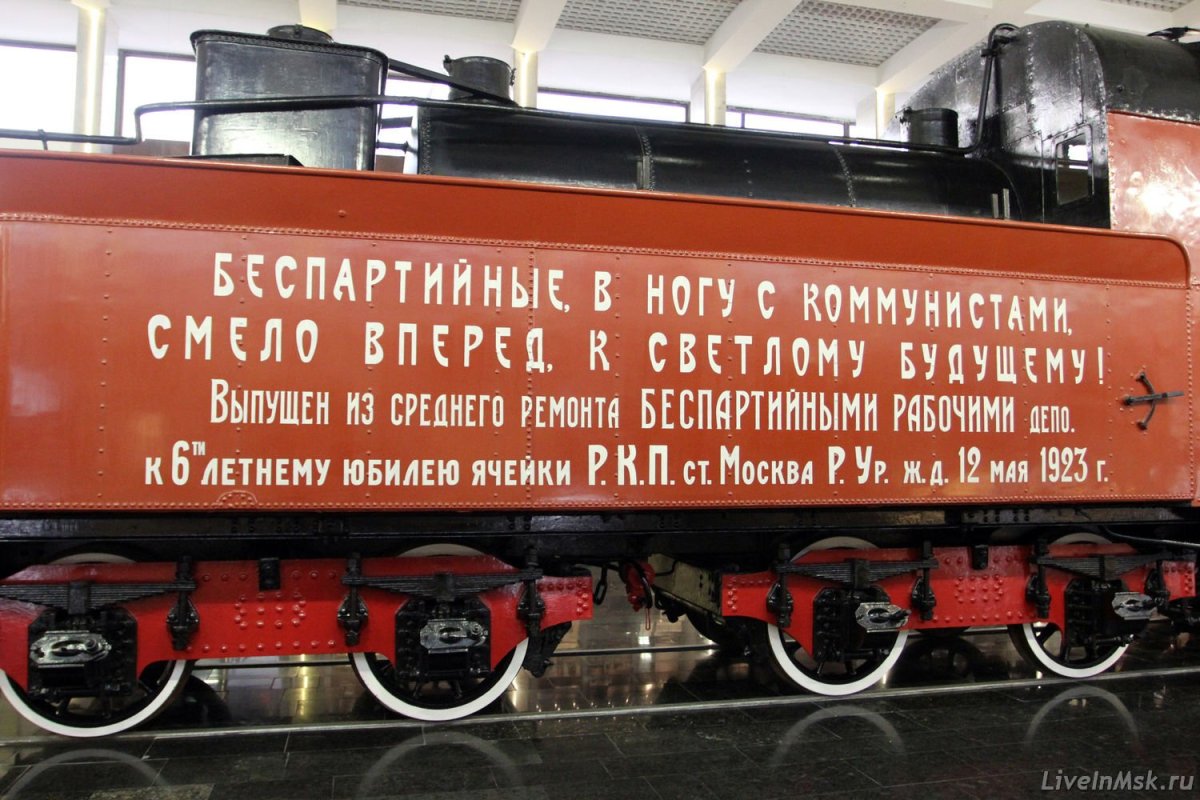 Беспартийные, в ногу с коммунистами,
смело вперед, к светлому будущему!
Выпущен из среднего ремонта БЕСПАРТИЙНЫМИ РАБОЧИМИ депо.
к 6ти летнему юбилею ячейки Р.К.П. ст. Москва Р. Ур. ж.д. 12 мая 1923 г.
LiveInMsk.ru